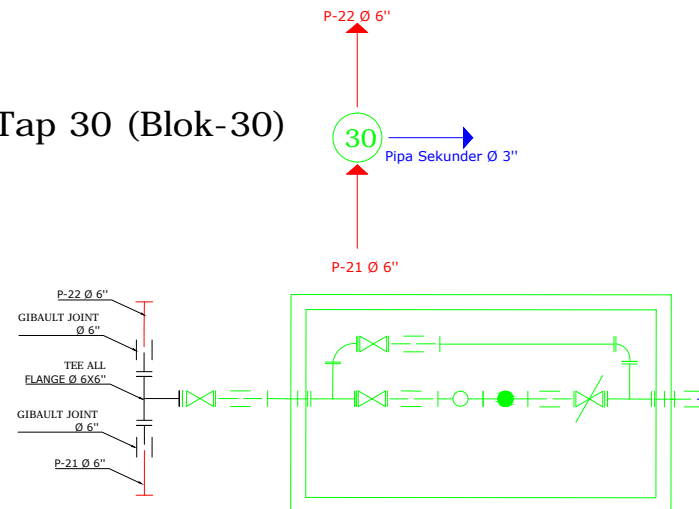 P-22 Ø 6"
Tap 30 (Blok-30)
30
Pipa Sekunder Ø 3"
P-21 Ø 6"
P-22 Ø 6"
GIBAULT JOINT
Ø 6"
TEE ALL
FLANGE Ø 6X6"
GIBAULT JOINT
Ø 6"
P-21 Ø 6"